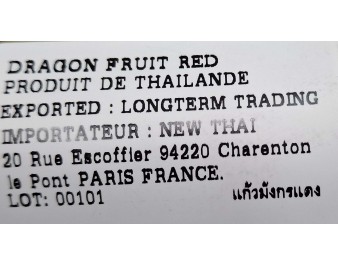 DRAGON FRUIT RED
PRODUIT DE THAILANDE
EXPORTED : LONGTERM TRADING
IMPORTATEUR : NEW THAI
20 Rue Escoffier 94220 Charenton
le Pont PARIS FRANCE.
LOT: 00101 แก้วมังกรแดง